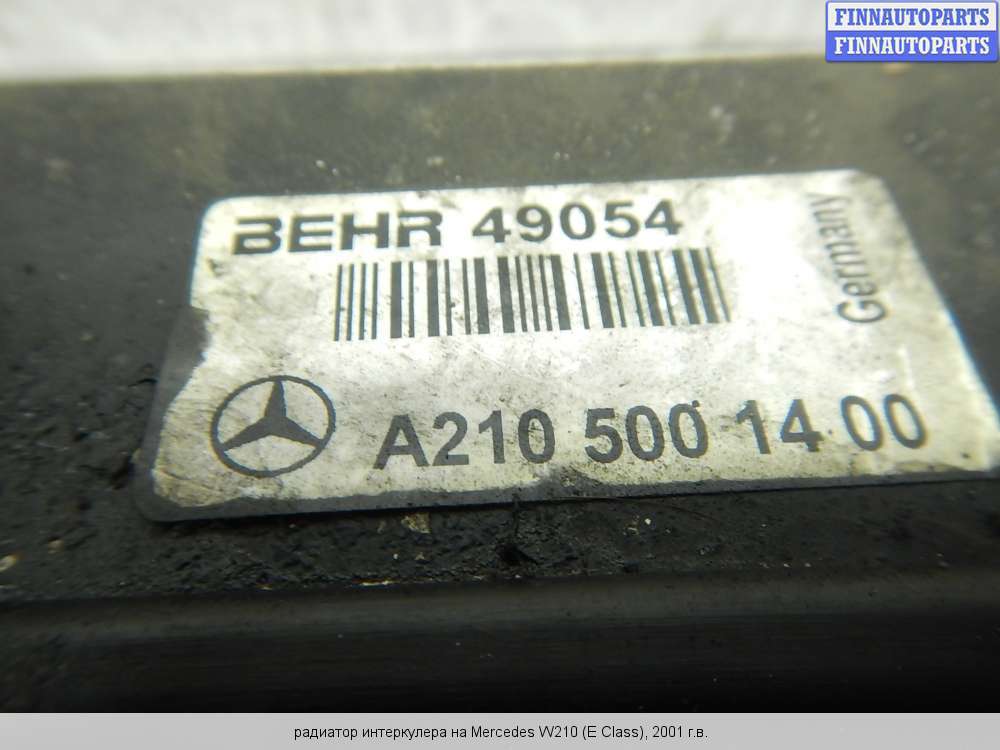 FINNAUTOPARTS
FINNAUTOPARTS
BEHR 49054
Germany
A210 500 14 00
радиатор интеркулера на Mercedes W210 (E Class), 2001 г.в.